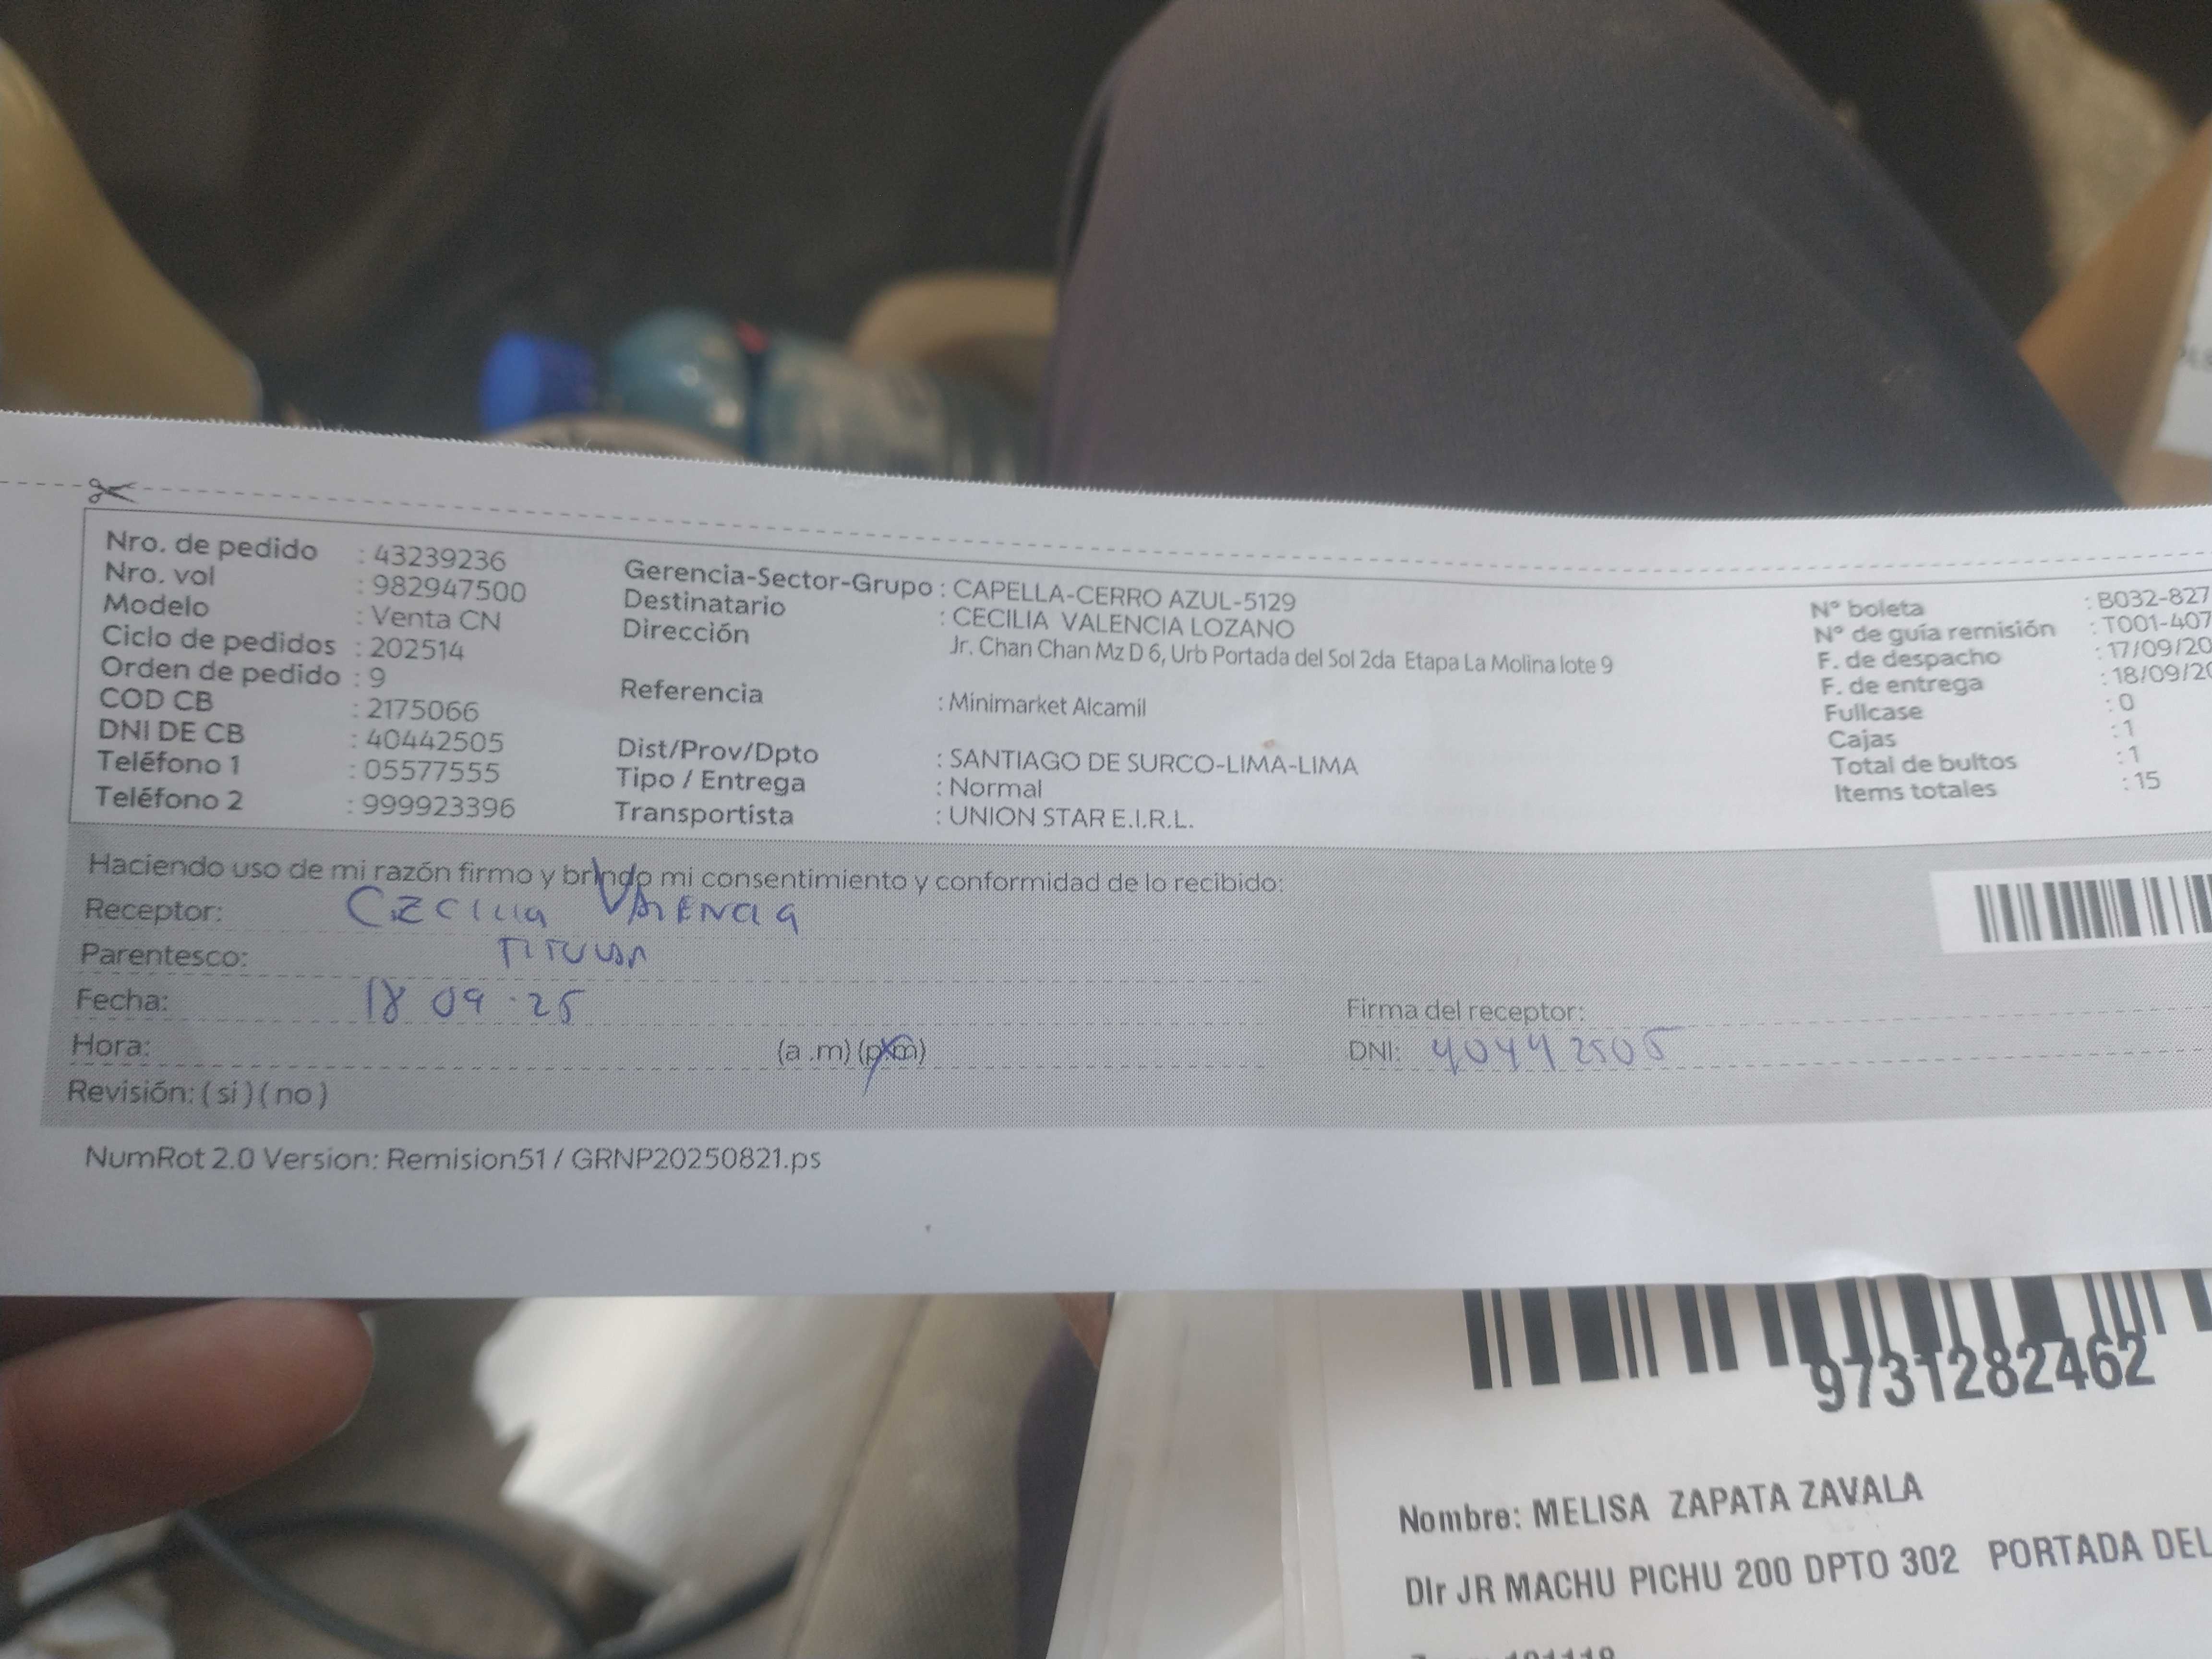 Nro. de pedido : 43239236
Nro. vol : 982947500
Modelo : Venta CN
Ciclo de pedidos : 202514
Orden de pedido : 9
COD CB : 2175066
DNI DE CB : 40442505
Teléfono 1 : 05577555
Teléfono 2 : 999923396
Gerencia-Sector-Grupo : CAPELLA-CERRO AZUL-5129
Destinatario : CECILIA VALENCIA LOZANO
Dirección Jr. Chan Chan Mz D 6, Urb Portada del Sol 2da Etapa La Molina lote 9
Referencia : Minimarket Alcamil
Dist/Prov/Dpto : SANTIAGO DE SURCO-LIMA-LIMA
Tipo / Entrega : Normal
Transportista : UNION STAR E.I.R.L.
N° boleta : B032-827
N° de guía remisión : T001-407
F. de despacho : 17/09/20
F. de entrega : 18/09/20
Fullcase : 0
Cajas : 1
Total de bultos : 1
Items totales : 15
Haciendo uso de mi razón firmo y brindo mi consentimiento y conformidad de lo recibido:
Receptor: CECILIA VALENCIA
Parentesco: TITULAR
Fecha: 18 09 . 25
Hora: (a .m) (p.m)
Revisión: ( si ) ( no )
Firma del receptor:
DNI: 40442505
NumRot 2.0 Version: Remision51 / GRNP20250821.ps
9731282462
Nombre: MELISA ZAPATA ZAVALA
DIr JR MACHU PICHU 200 DPTO 302 PORTADA DEL